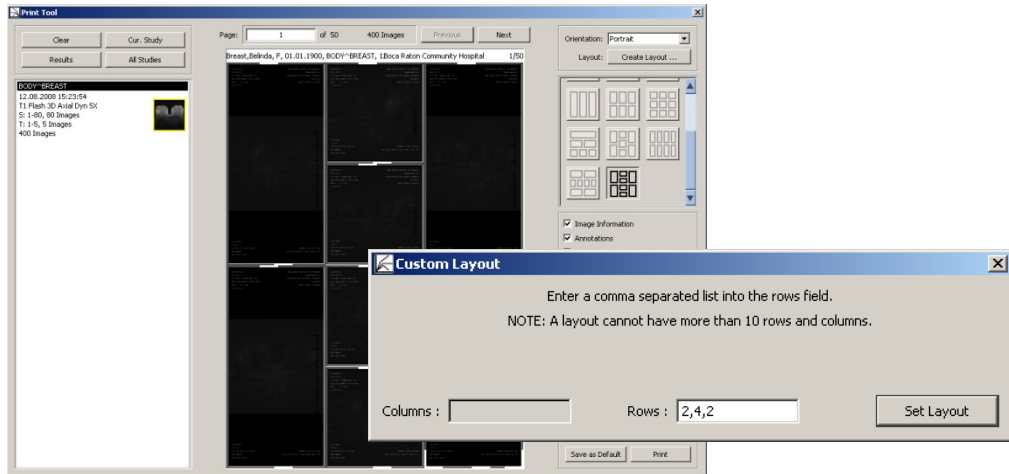 Print Tool
Clear
Cur. Study
Results
All Studies
BODY^BREAST
12.08.2008 15:23:54
T1 Flash 3D Axial Dyn SX
S: 1-80, 80 Images
T: 1-5, 5 Images
400 Images
Page: 1 of 50 400 Images Previous Next
Breast,Belinda, F, 01.01.1900, BODY^BREAST, 1Boca Raton Community Hospital 1/50
Orientation: Portrait
Layout: Create Layout ...
Image Information
Annotations
Custom Layout
Enter a comma separated list into the rows field.
NOTE: A layout cannot have more than 10 rows and columns.
Columns :
Rows : 2,4,2
Set Layout
Save as Default
Print